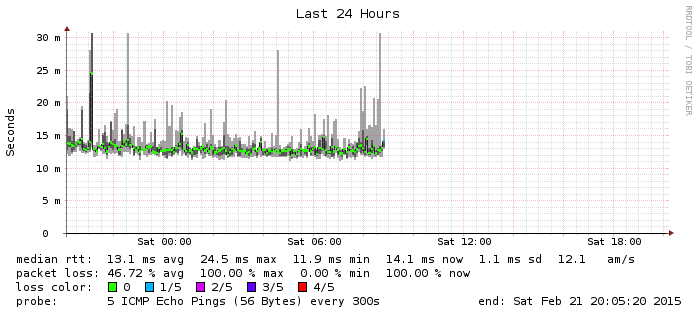 Last 24 Hours
RRDTOOL / TOBI OETIKER
Seconds
30 m
25 m
20 m
15 m
10 m
5 m
0
Sat 00:00 Sat 06:00 Sat 12:00 Sat 18:00
median rtt: 13.1 ms avg 24.5 ms max 11.9 ms min 14.1 ms now 1.1 ms sd 12.1 am/s
packet loss: 46.72 % avg 100.00 % max 0.00 % min 100.00 % now
loss color: 0 1/5 2/5 3/5 4/5
probe: 5 ICMP Echo Pings (56 Bytes) every 300s end: Sat Feb 21 20:05:20 2015